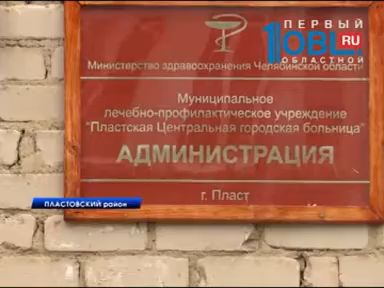 ПЕРВЫЙ
1OBL.RU
ОБЛАСТНОЙ
Министерство здравоохранения Челябинской области
Муниципальное
лечебно-профилактическое учреждение
"Пластская Центральная городская больница"
АДМИНИСТРАЦИЯ
г. Пласт
ПЛАСТОВСКИЙ район